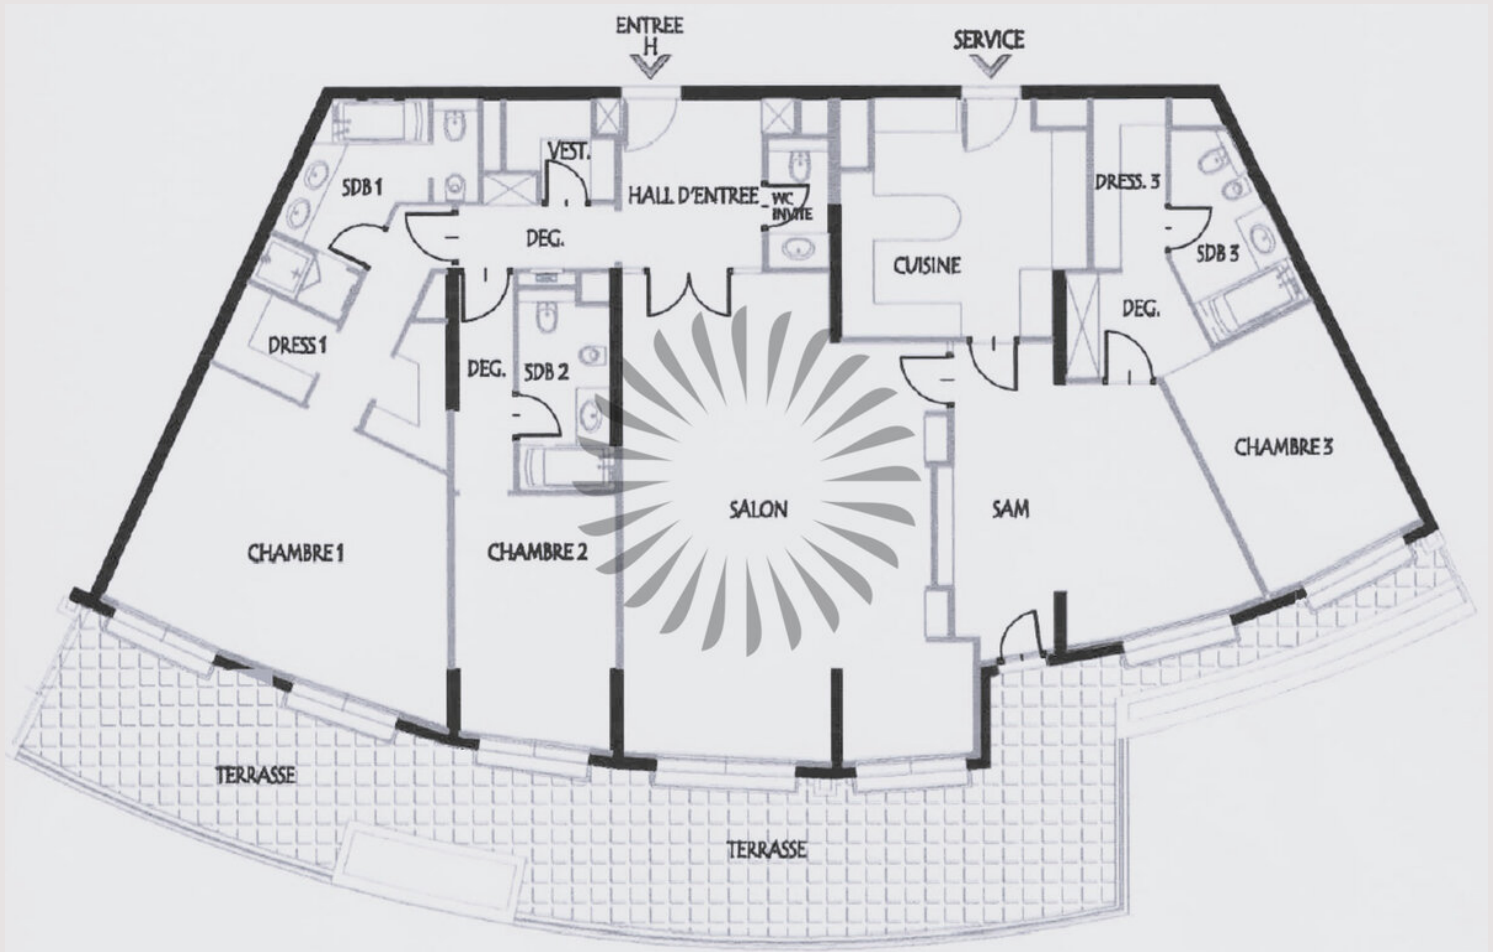 ENTREE
H
SERVICE
VEST.
SDB 1
HALL D'ENTREE
WC
INVITE
DRESS. 3
DEG.
CUISINE
SDB 3
DEG.
DRESS 1
DEG.
SDB 2
CHAMBRE 3
SALON
SAM
CHAMBRE 1
CHAMBRE 2
TERRASSE
TERRASSE